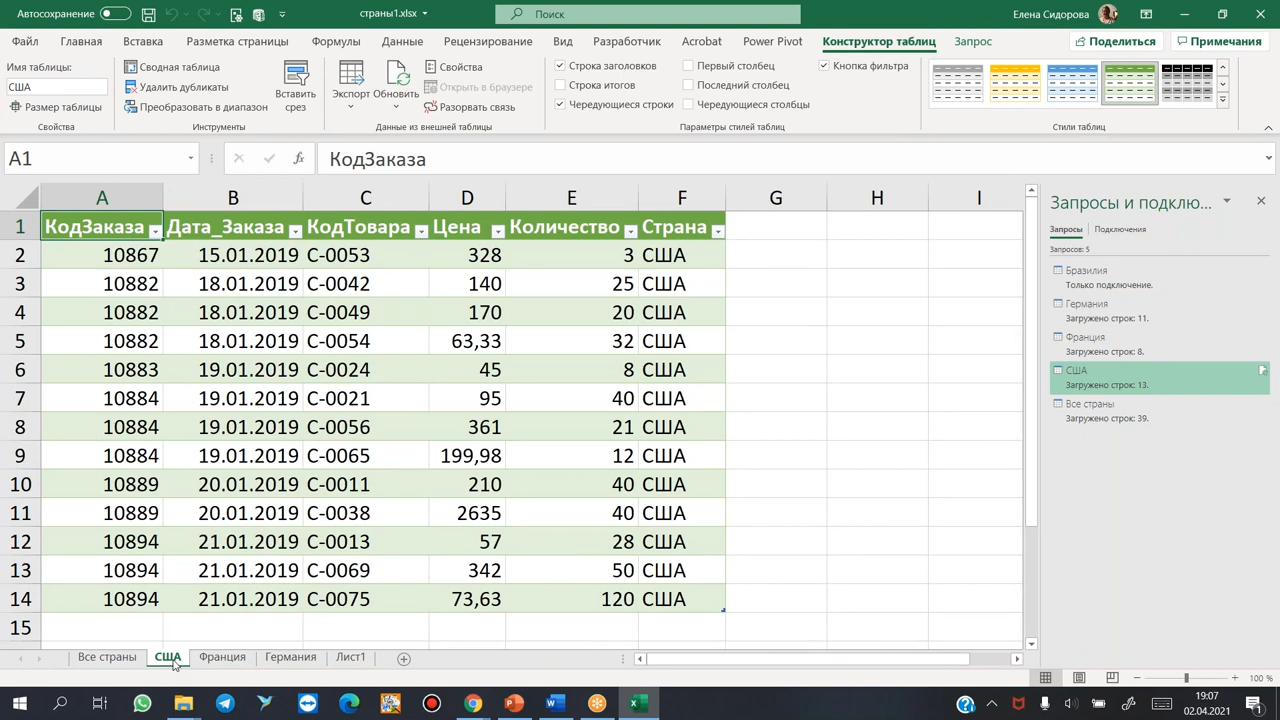 Автосохранение страны1.xlsx Поиск Елена Сидорова
Файл Главная Вставка Разметка страницы Формулы Данные Рецензирование Вид Разработчик Acrobat Power Pivot Конструктор таблиц Запрос Поделиться Примечания
Имя таблицы:
США
Размер таблицы
Свойства
Сводная таблица
Удалить дубликаты
Преобразовать в диапазон
Вставить срез
Инструменты
Экспорт Обновить
Свойства
Открыть в браузере
Разорвать связь
Данные из внешней таблицы
Строка заголовков Первый столбец Кнопка фильтра
Строка итогов Последний столбец
Чередующиеся строки Чередующиеся столбцы
Параметры стилей таблиц
Стили таблиц
A1 fx КодЗаказа
A B C D E F G H I
1 КодЗаказа Дата_Заказа КодТовара Цена Количество Страна
2 10867 15.01.2019 C-0053 328 3 США
3 10882 18.01.2019 C-0042 140 25 США
4 10882 18.01.2019 C-0049 170 20 США
5 10882 18.01.2019 C-0054 63,33 32 США
6 10883 19.01.2019 C-0024 45 8 США
7 10884 19.01.2019 C-0021 95 40 США
8 10884 19.01.2019 C-0056 361 21 США
9 10884 19.01.2019 C-0065 199,98 12 США
10 10889 20.01.2019 C-0011 210 40 США
11 10889 20.01.2019 C-0038 2635 40 США
12 10894 21.01.2019 C-0013 57 28 США
13 10894 21.01.2019 C-0069 342 50 США
14 10894 21.01.2019 C-0075 73,63 120 США
15
Запросы и подклю...
Запросы Подключения
Запросов: 5
Бразилия
Только подключение.
Германия
Загружено строк: 11.
Франция
Загружено строк: 8.
США
Загружено строк: 13.
Все страны
Загружено строк: 39.
Все страны США Франция Германия Лист1
100 %
19:07
02.04.2021